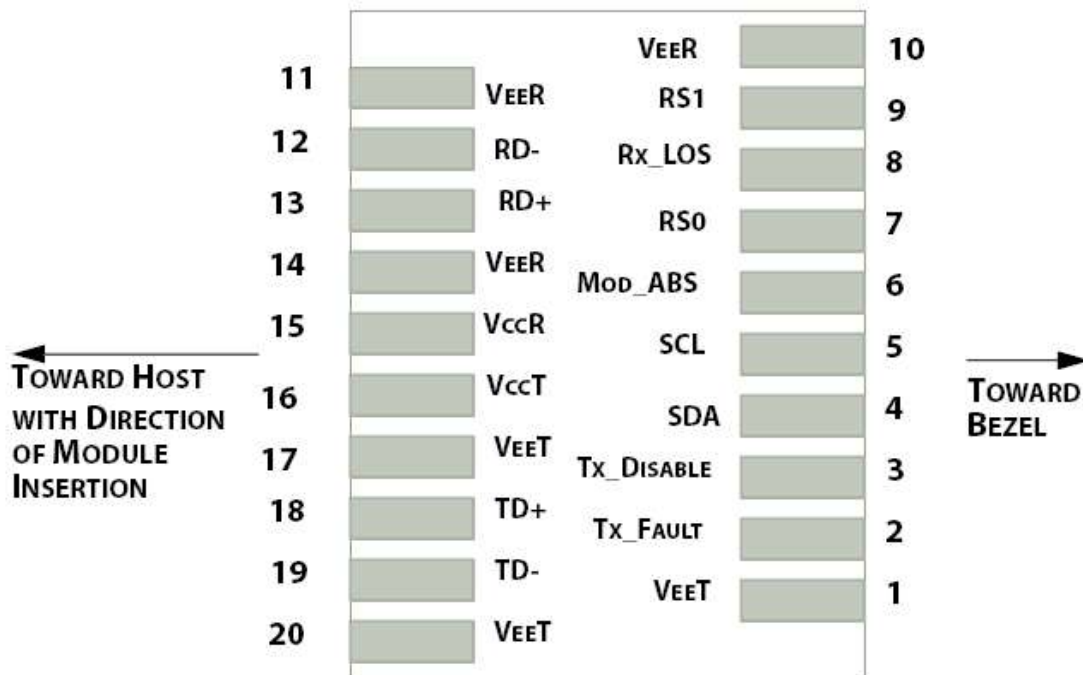 VEER 10
11 VEER
RS1 9
12 RD-
RX_LOS 8
13 RD+
RS0 7
14 VEER
MOD_ABS 6
15 VCCR
SCL 5
16 VCCT
SDA 4
17 VEET
TX_DISABLE 3
18 TD+
TX_FAULT 2
19 TD-
VEET 1
20 VEET
TOWARD HOST
WITH DIRECTION
OF MODULE
INSERTION
TOWARD
BEZEL